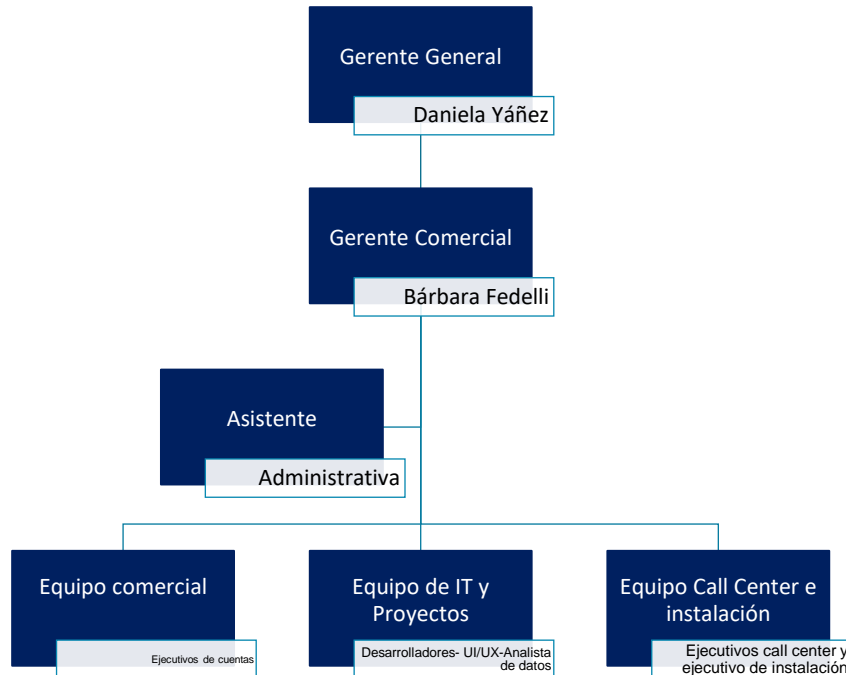 Gerente General
Daniela Yáñez
Gerente Comercial
Bárbara Fedelli
Asistente
Administrativa
Equipo comercial
Ejecutivos de cuentas
Equipo de IT y
Proyectos
Desarrolladores- UI/UX-Analista
de datos
Equipo Call Center e
instalación
Ejecutivos call center y
ejecutivo de instalación